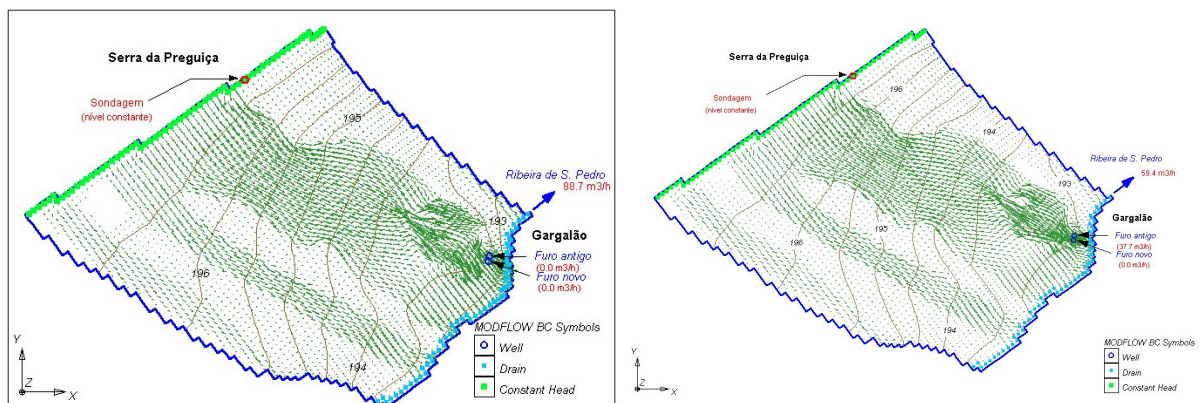 Serra da Preguiça
Sondagem
(nível constante)
195
Ribeira de S. Pedro
88.7 m3/h
193
Gargalão
Furo antigo
(0.0 m3/h)
Furo novo
(0.0 m3/h)
196
194
MODFLOW BC Symbols
Well
Drain
Constant Head
Y
Z
X
Serra da Preguiça
Sondagem
(nível constante)
196
194
Ribeira de S. Pedro
59.4 m3/h
193
Gargalão
Furo antigo
(37.7 m3/h)
Furo novo
(0.0 m3/h)
195
196
194
MODFLOW BC Symbols
Well
Drain
Constant Head
Y
Z
X